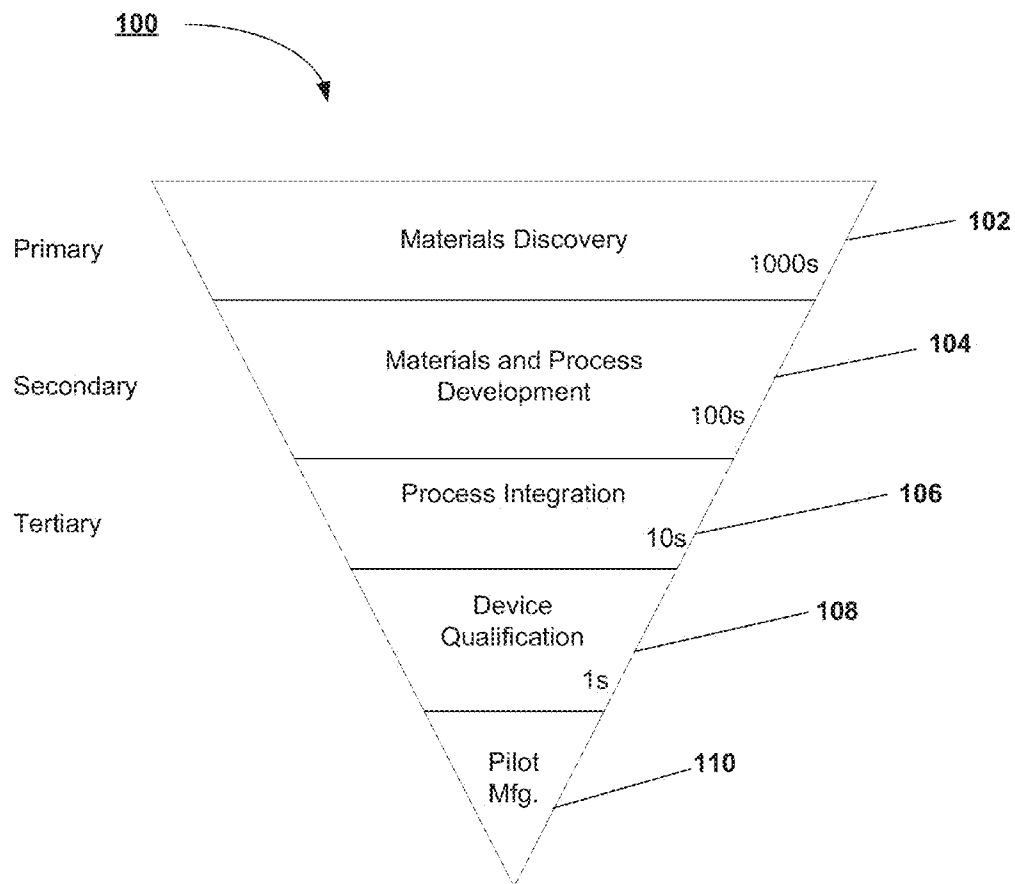 100
102
Primary
Materials Discovery
1000s
104
Materials and Process
Development
Secondary
100s
Process Integration
106
Tertiary
10s
Device
Qualification
108
1s
Pilot
Mfg.
110